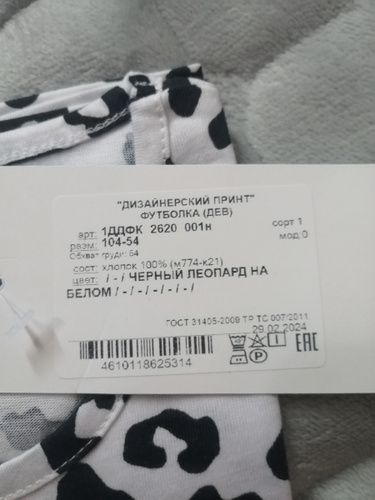 "ДИЗАЙНЕРСКИЙ ПРИНТ"
ФУТБОЛКА (ДЕВ)
арт: 1ДДФК 2620 001н сорт 1
разм: 104-54 мод.0
Обхват груди: 54
сост: хлопок 100% (м774-к21)
цвет: / - / ЧЕРНЫЙ ЛЕОПАРД НА
БЕЛОМ / - / - / - / - / - /
ГОСТ 31405-2009 ТР ТС 007/2011
29.02.2024
4610118625314
P
EAC